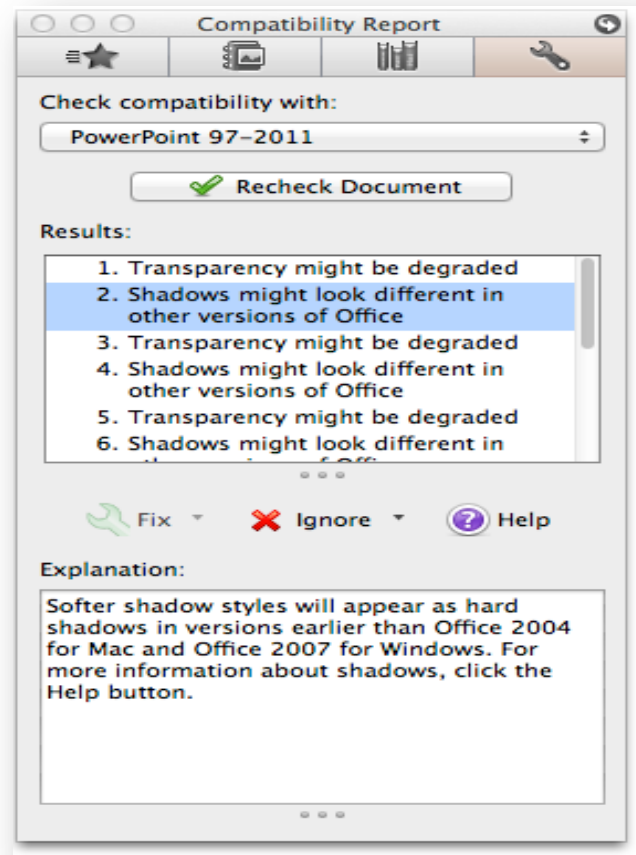 Compatibility Report
Check compatibility with:
PowerPoint 97–2011
Recheck Document
Results:
1. Transparency might be degraded
2. Shadows might look different in
other versions of Office
3. Transparency might be degraded
4. Shadows might look different in
other versions of Office
5. Transparency might be degraded
6. Shadows might look different in
Fix
Ignore
Help
Explanation:
Softer shadow styles will appear as hard
shadows in versions earlier than Office 2004
for Mac and Office 2007 for Windows. For
more information about shadows, click the
Help button.